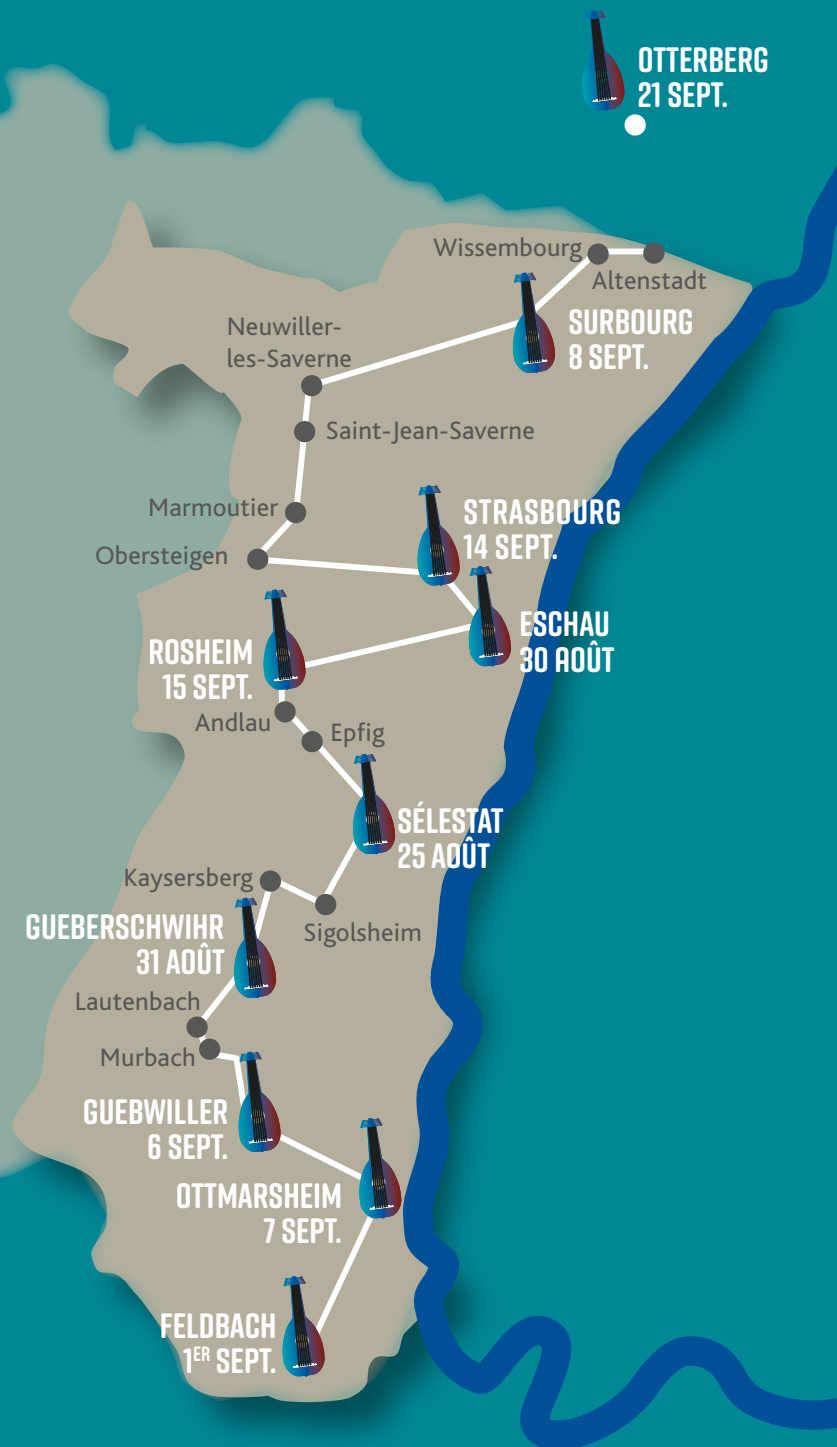 OTTERBERG
21 SEPT.
Wissembourg
Altenstadt
SURBOURG
8 SEPT.
Neuwiller-
les-Saverne
Saint-Jean-Saverne
Marmoutier
STRASBOURG
14 SEPT.
Obersteigen
ESCHAU
30 AOÛT
ROSHEIM
15 SEPT.
Andlau
Epfig
SÉLESTAT
25 AOÛT
Kaysersberg
Sigolsheim
GUEBERSCHWIHR
31 AOÛT
Lautenbach
Murbach
GUEBWILLER
6 SEPT.
OTTMARSHEIM
7 SEPT.
FELDBACH
1ER SEPT.